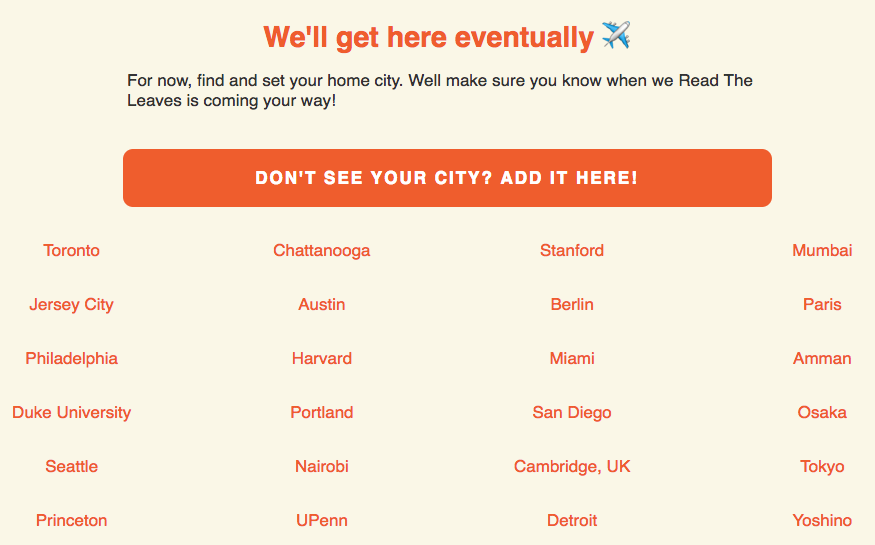 We'll get here eventually ✈️
For now, find and set your home city. Well make sure you know when we Read The
Leaves is coming your way!
DON'T SEE YOUR CITY? ADD IT HERE!
Toronto Chattanooga Stanford Mumbai
Jersey City Austin Berlin Paris
Philadelphia Harvard Miami Amman
Duke University Portland San Diego Osaka
Seattle Nairobi Cambridge, UK Tokyo
Princeton UPenn Detroit Yoshino